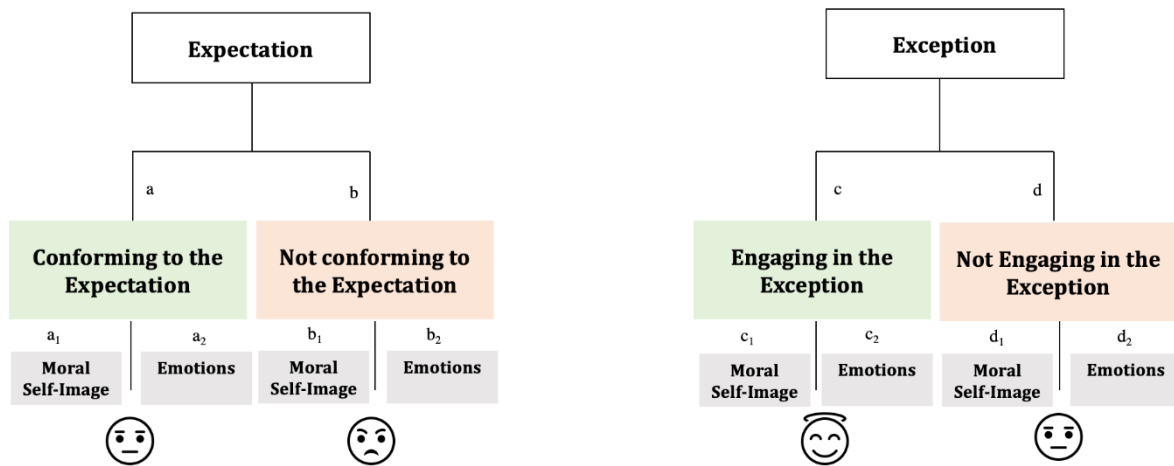 Expectation
Exception
a
b
c
d
Conforming to the
Expectation
Not conforming to
the Expectation
Engaging in the
Exception
Not Engaging in the
Exception
a₁
a₂
b₁
b₂
c₁
c₂
d₁
d₂
Moral
Self-Image
Emotions
Moral
Self-Image
Emotions
Moral
Self-Image
Emotions
Moral
Self-Image
Emotions